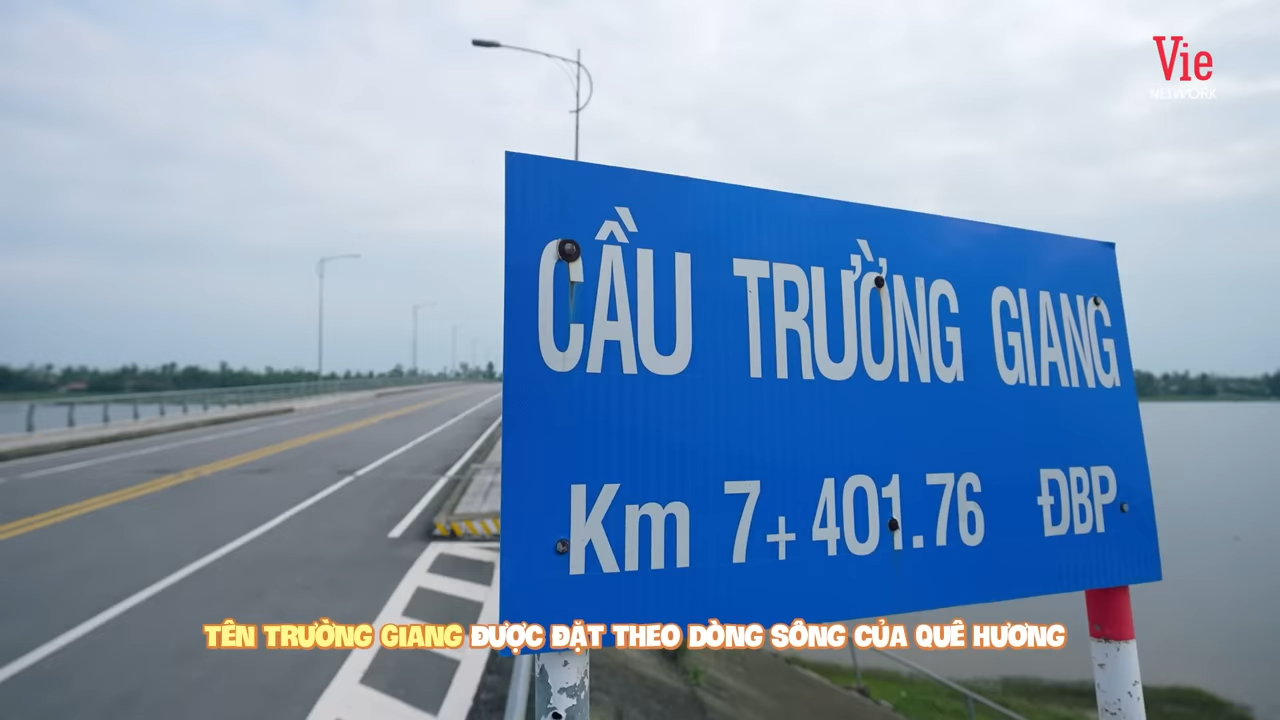 Vie
NETWORK
CẦU TRƯỜNG GIANG
Km 7+401.76 ĐBP
TÊN TRƯỜNG GIANG ĐƯỢC ĐẶT THEO DÒNG SÔNG CỦA QUÊ HƯƠNG